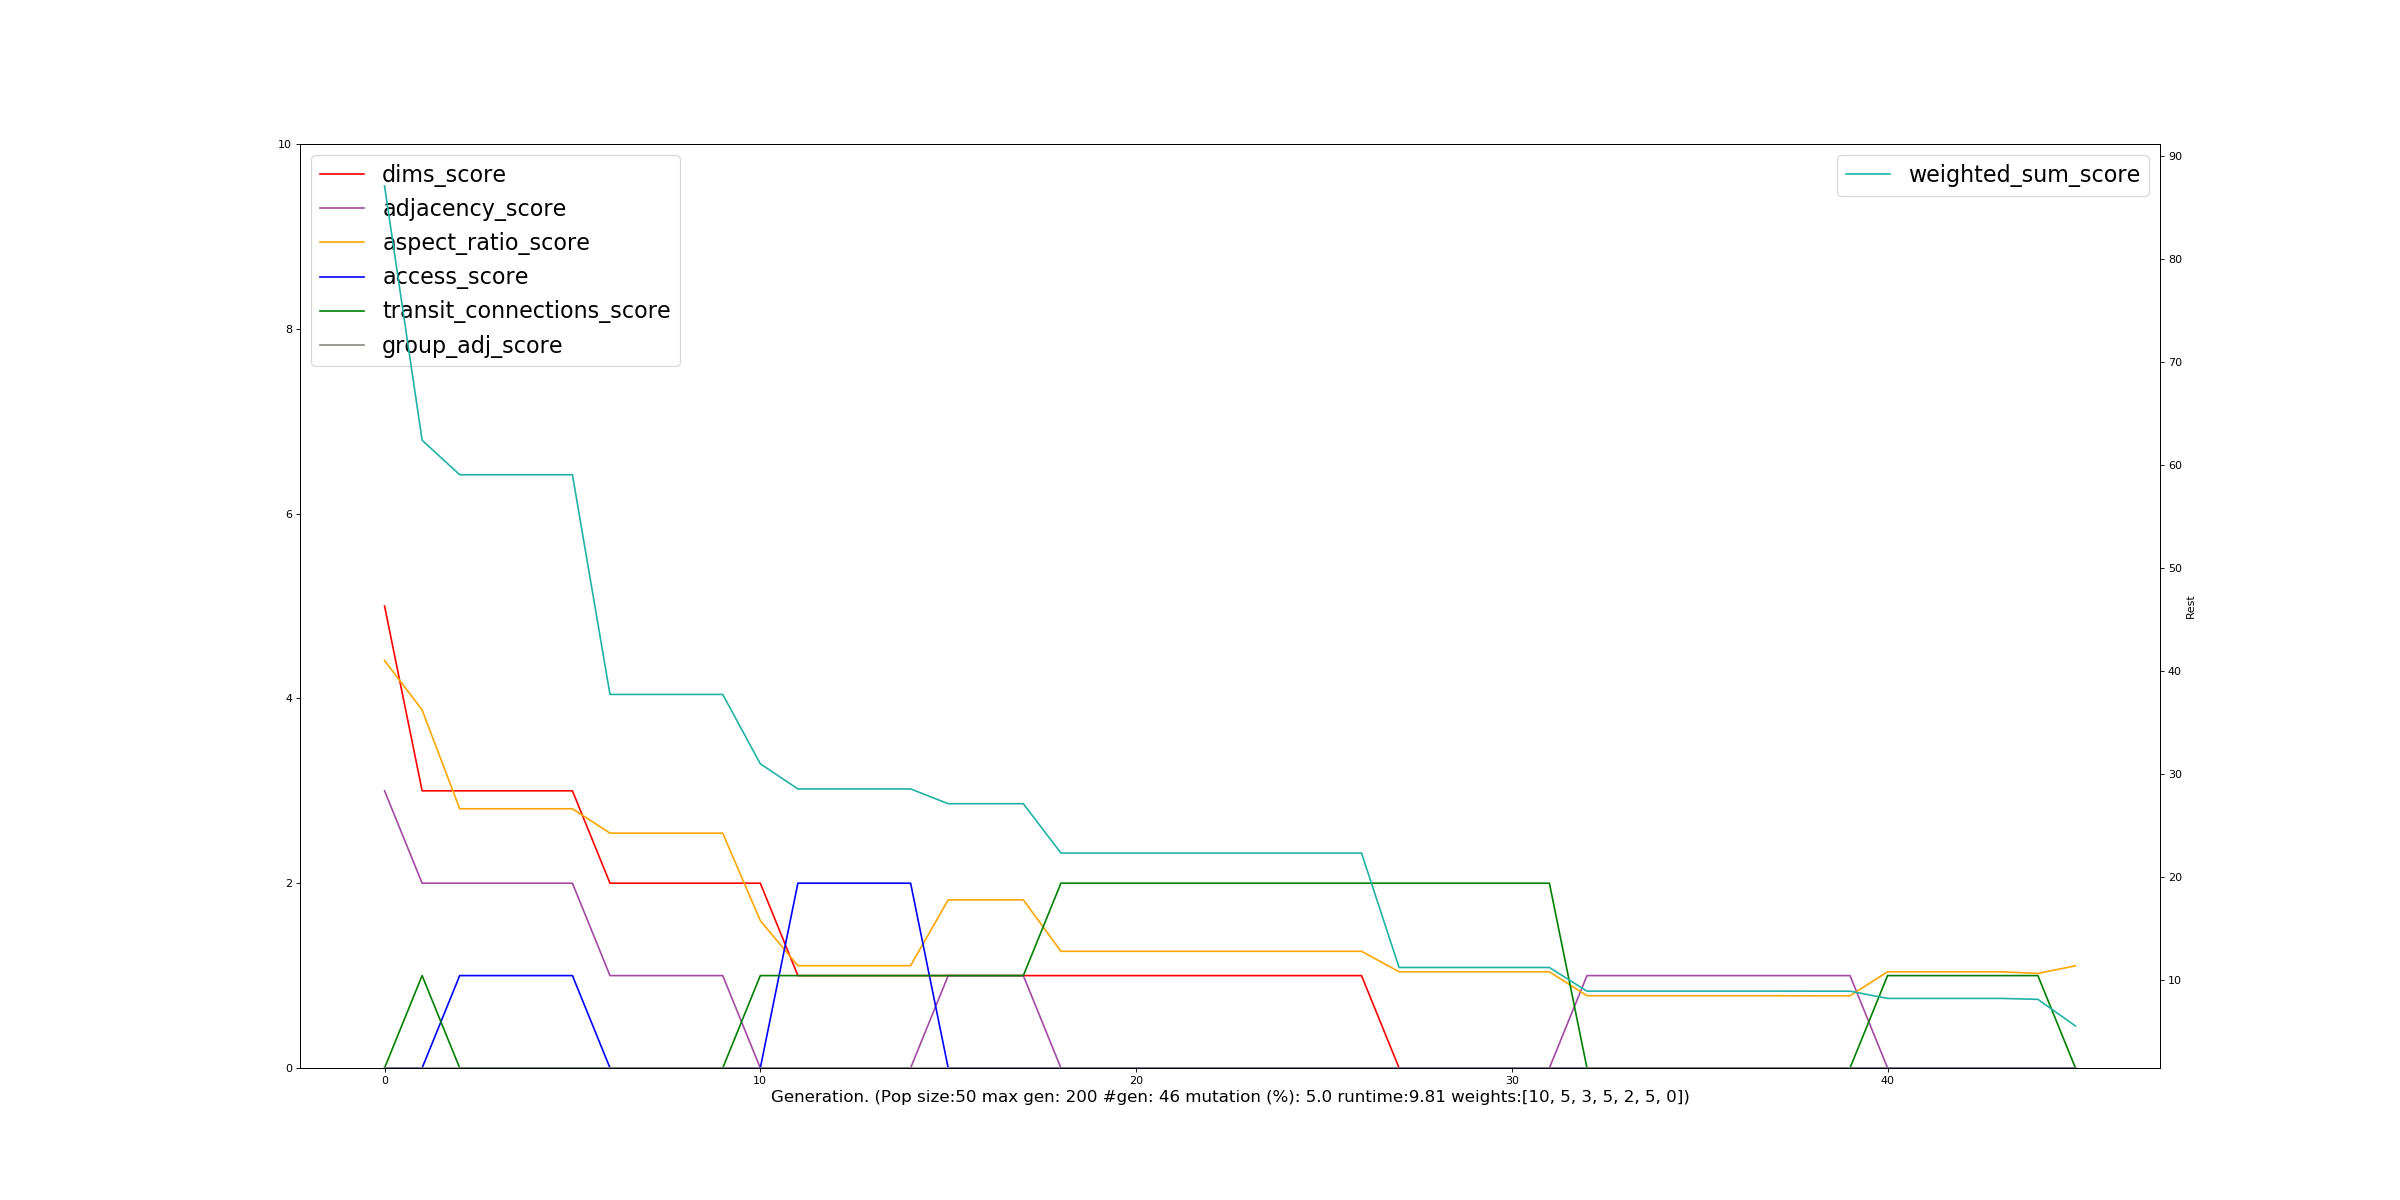 10
8
6
4
2
0
dims_score
adjacency_score
aspect_ratio_score
access_score
transit_connections_score
group_adj_score
weighted_sum_score
90
80
70
60
50
40
30
20
10
Rest
0 10 20 30 40
Generation. (Pop size:50 max gen: 200 #gen: 46 mutation (%): 5.0 runtime:9.81 weights:[10, 5, 3, 5, 2, 5, 0])